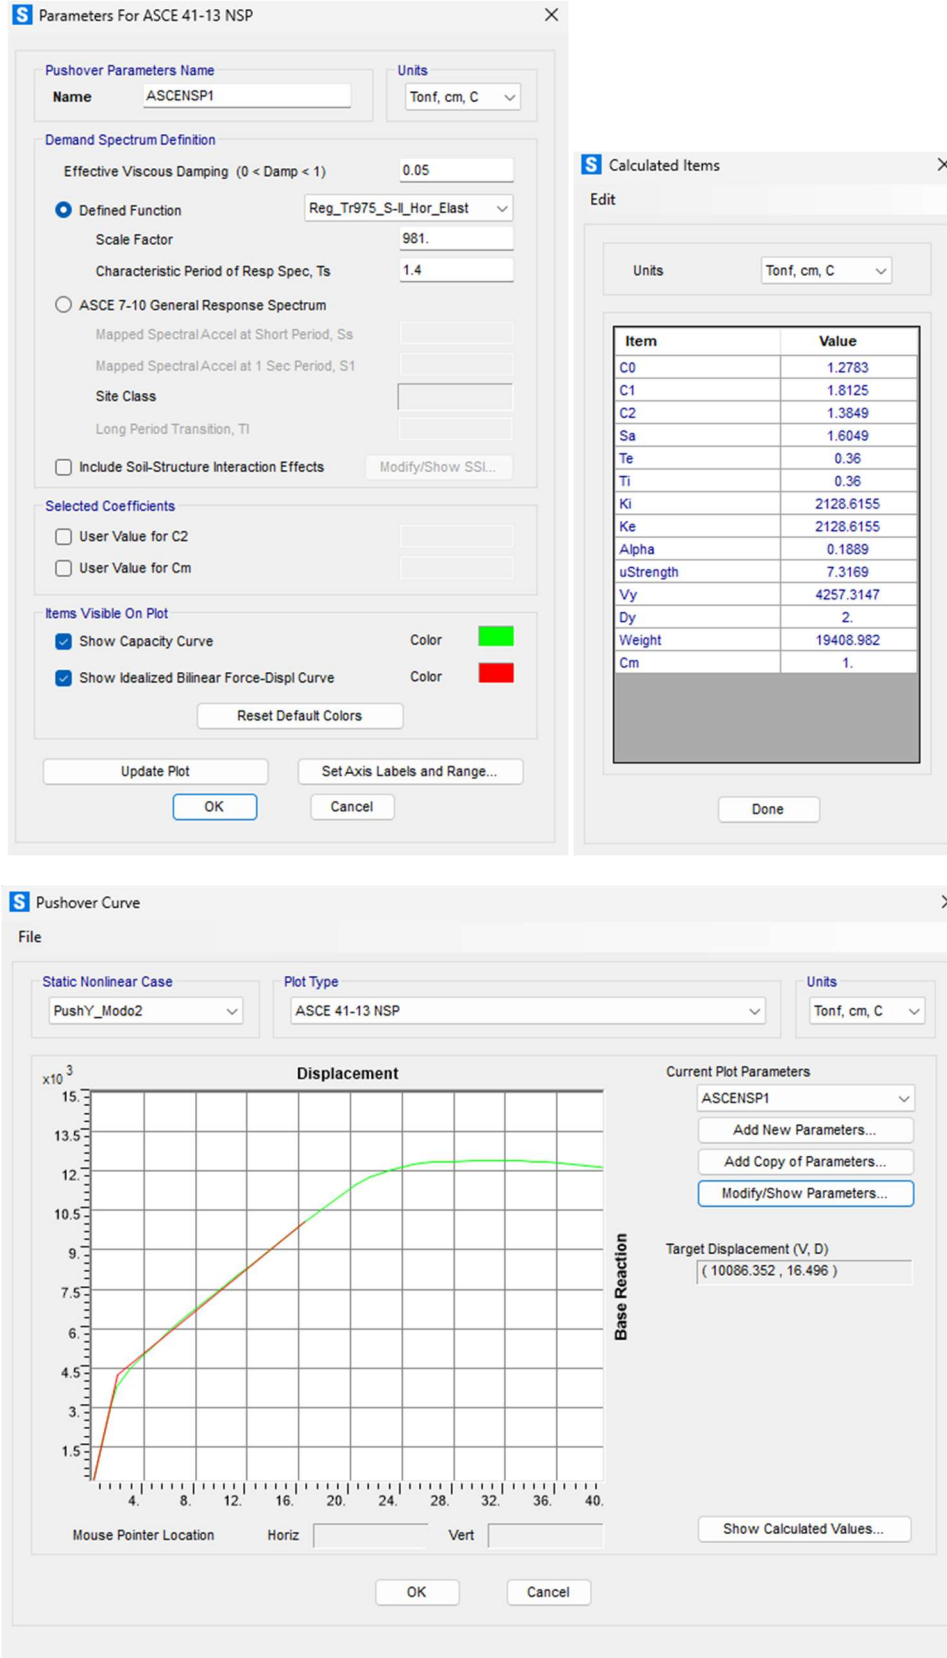 S Parameters For ASCE 41-13 NSP
Pushover Parameters Name
Name ASCENSP1
Units
Tonf, cm, C
Demand Spectrum Definition
Effective Viscous Damping (0 < Damp < 1) 0.05
Defined Function Reg_Tr975_S-II_Hor_Elast
Scale Factor 981.
Characteristic Period of Resp Spec, Ts 1.4
ASCE 7-10 General Response Spectrum
Mapped Spectral Accel at Short Period, Ss
Mapped Spectral Accel at 1 Sec Period, S1
Site Class
Long Period Transition, Tl
Include Soil-Structure Interaction Effects Modify/Show SSI...
Selected Coefficients
User Value for C2
User Value for Cm
Items Visible On Plot
Show Capacity Curve Color
Show Idealized Bilinear Force-Displ Curve Color
Reset Default Colors
Update Plot Set Axis Labels and Range...
OK Cancel
S Calculated Items
Edit
Units Tonf, cm, C
Item Value
C0 1.2783
C1 1.8125
C2 1.3849
Sa 1.6049
Te 0.36
Ti 0.36
Ki 2128.6155
Ke 2128.6155
Alpha 0.1889
uStrength 7.3169
Vy 4257.3147
Dy 2.
Weight 19408.982
Cm 1.
Done
S Pushover Curve
File
Static Nonlinear Case
PushY_Modo2
Plot Type
ASCE 41-13 NSP
Units
Tonf, cm, C
x10 3
Displacement
15.
13.5
12.
10.5
9.
7.5
6.
4.5
3.
1.5
4. 8. 12. 16. 20. 24. 28. 32. 36. 40.
Base Reaction
Mouse Pointer Location Horiz Vert
Current Plot Parameters
ASCENSP1
Add New Parameters...
Add Copy of Parameters...
Modify/Show Parameters...
Target Displacement (V, D)
( 10086.352 , 16.496 )
Show Calculated Values...
OK Cancel